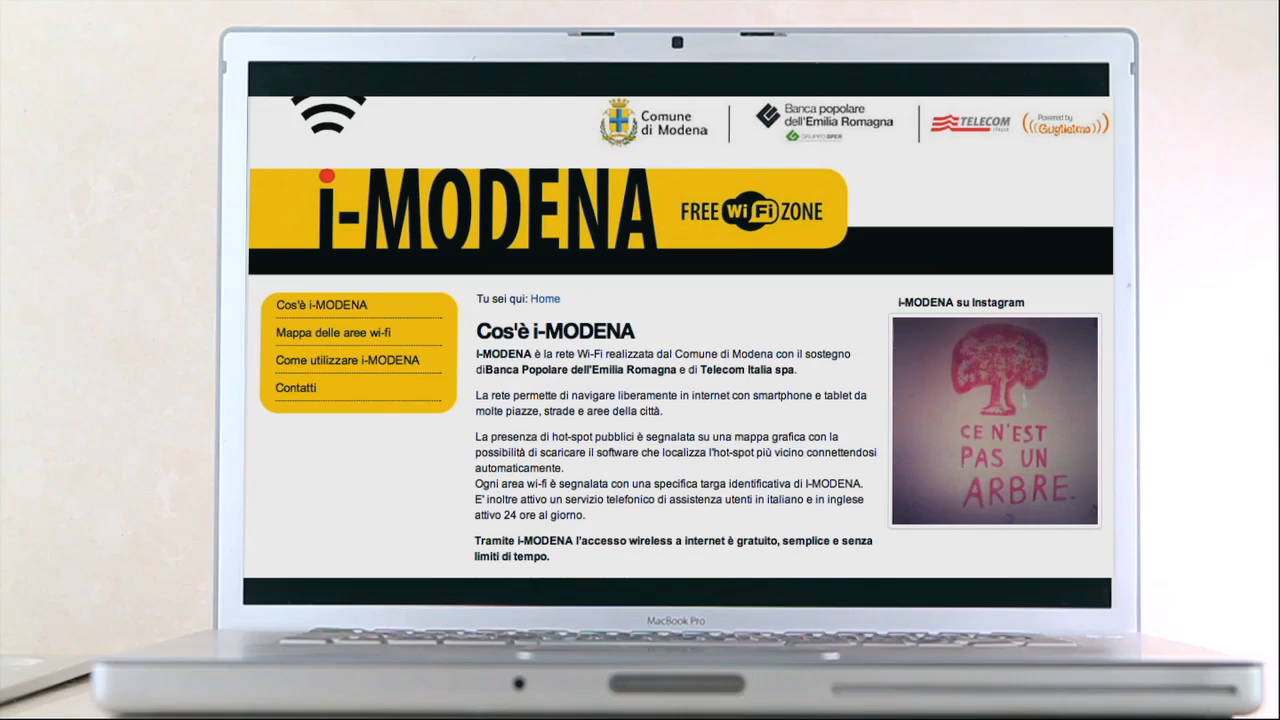 Comune
di Modena
Banca popolare
dell'Emilia Romagna
GRUPPO BPER
TELECOM
ITALIA
Powered by
((Guglielmo))
i-MODENA
FREE Wi Fi ZONE
Cos'è i-MODENA
Mappa delle aree wi-fi
Come utilizzare i-MODENA
Contatti
Tu sei qui: Home
Cos'è i-MODENA
I-MODENA è la rete Wi-Fi realizzata dal Comune di Modena con il sostegno
diBanca Popolare dell'Emilia Romagna e di Telecom Italia spa.
La rete permette di navigare liberamente in internet con smartphone e tablet da
molte piazze, strade e aree della città.
La presenza di hot-spot pubblici è segnalata su una mappa grafica con la
possibilità di scaricare il software che localizza l'hot-spot più vicino connettendosi
automaticamente.
Ogni area wi-fi è segnalata con una specifica targa identificativa di I-MODENA.
E' inoltre attivo un servizio telefonico di assistenza utenti in italiano e in inglese
attivo 24 ore al giorno.
Tramite i-MODENA l'accesso wireless a internet è gratuito, semplice e senza
limiti di tempo.
i-MODENA su Instagram
CE N'EST
PAS UN
ARBRE.
MacBook Pro